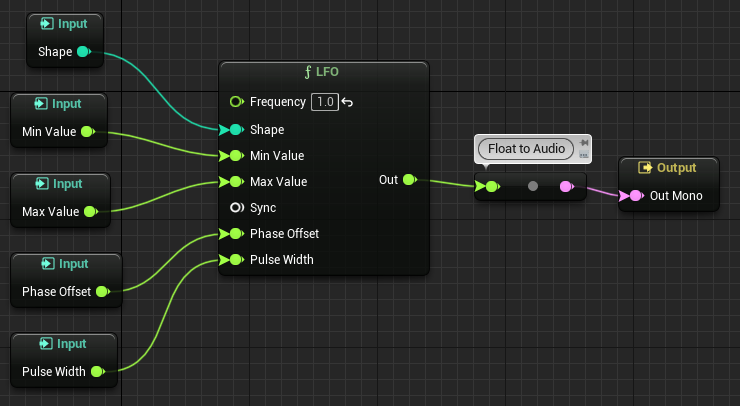 Input
Shape
Input
Min Value
Input
Max Value
Input
Phase Offset
Input
Pulse Width
LFO
Frequency 1.0
Shape
Min Value
Max Value
Out
Sync
Phase Offset
Pulse Width
Float to Audio
Output
Out Mono